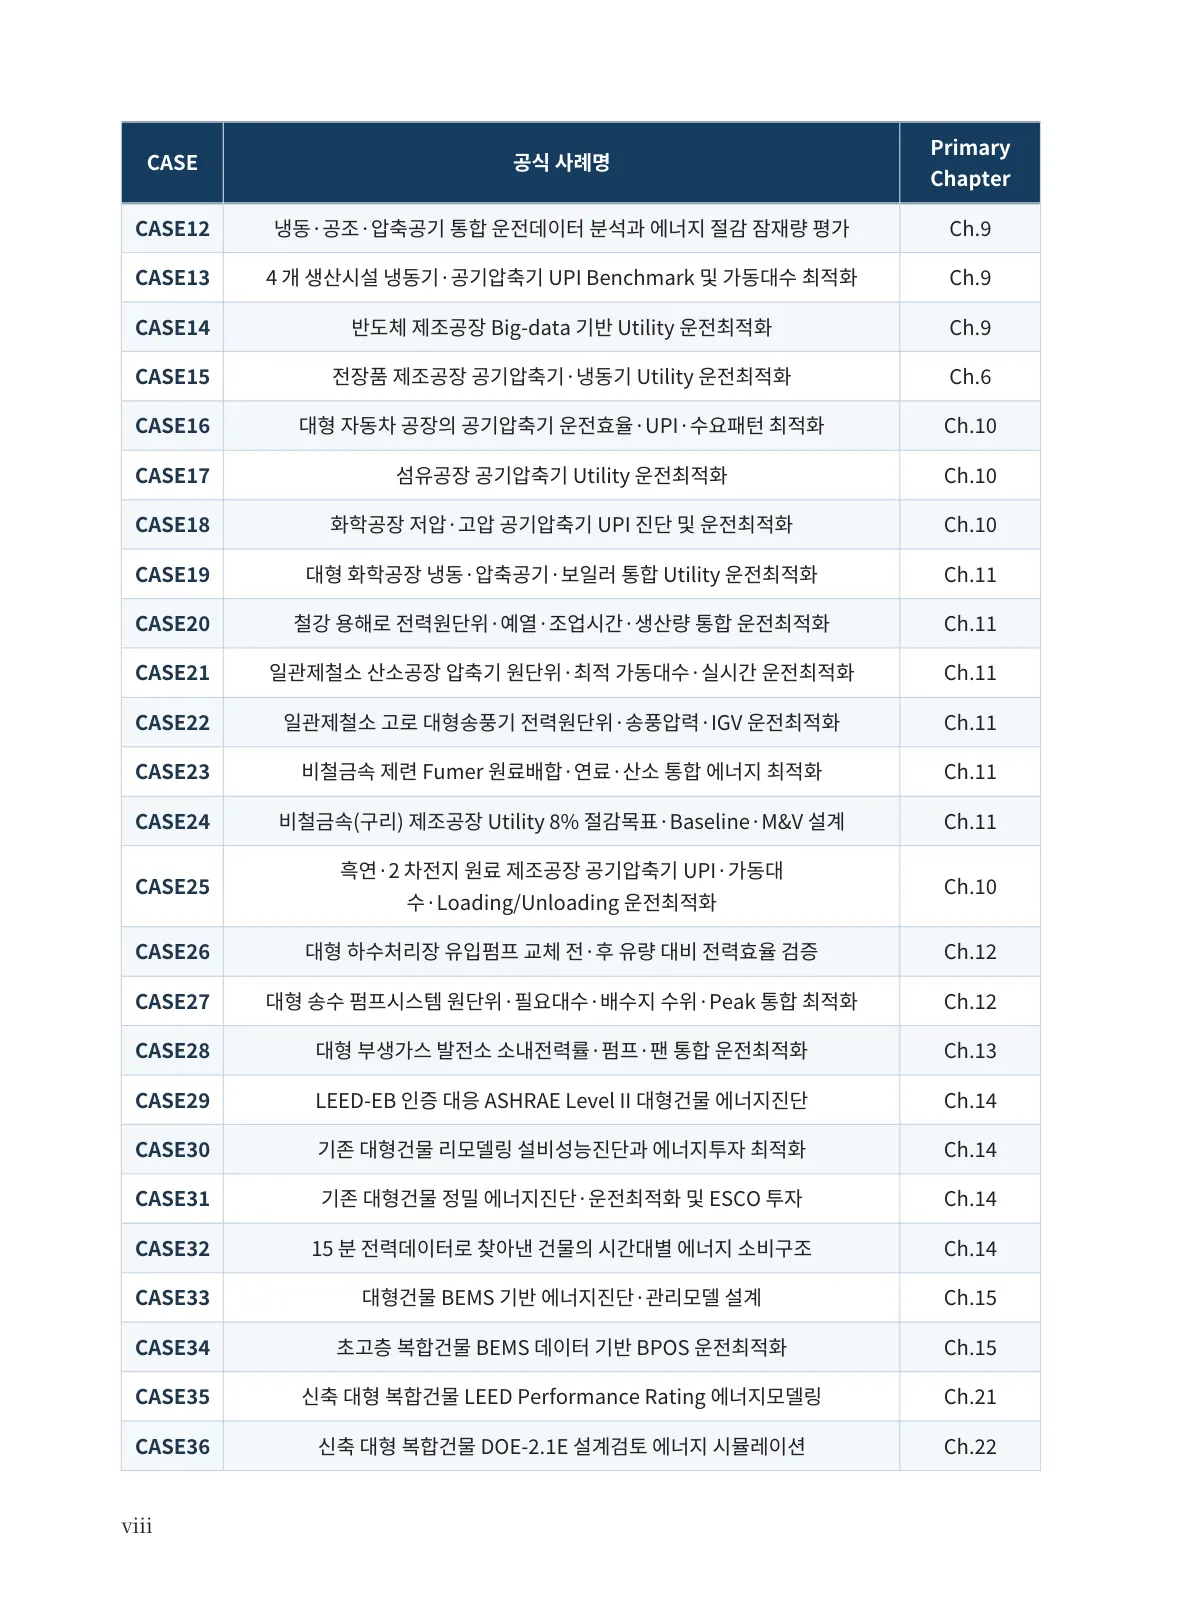 CASE 공식 사례명 Primary Chapter
CASE12 냉동·공조·압축공기 통합 운전데이터 분석과 에너지 절감 잠재량 평가 Ch.9
CASE13 4 개 생산시설 냉동기·공기압축기 UPI Benchmark 및 가동대수 최적화 Ch.9
CASE14 반도체 제조공장 Big-data 기반 Utility 운전최적화 Ch.9
CASE15 전장품 제조공장 공기압축기·냉동기 Utility 운전최적화 Ch.6
CASE16 대형 자동차 공장의 공기압축기 운전효율·UPI·수요패턴 최적화 Ch.10
CASE17 섬유공장 공기압축기 Utility 운전최적화 Ch.10
CASE18 화학공장 저압·고압 공기압축기 UPI 진단 및 운전최적화 Ch.10
CASE19 대형 화학공장 냉동·압축공기·보일러 통합 Utility 운전최적화 Ch.11
CASE20 철강 용해로 전력원단위·예열·조업시간·생산량 통합 운전최적화 Ch.11
CASE21 일관제철소 산소공장 압축기 원단위·최적 가동대수·실시간 운전최적화 Ch.11
CASE22 일관제철소 고로 대형송풍기 전력원단위·송풍압력·IGV 운전최적화 Ch.11
CASE23 비철금속 제련 Fumer 원료배합·연료·산소 통합 에너지 최적화 Ch.11
CASE24 비철금속(구리) 제조공장 Utility 8% 절감목표·Baseline·M&V 설계 Ch.11
CASE25 흑연·2 차전지 원료 제조공장 공기압축기 UPI·가동대
수·Loading/Unloading 운전최적화 Ch.10
CASE26 대형 하수처리장 유입펌프 교체 전·후 유량 대비 전력효율 검증 Ch.12
CASE27 대형 송수 펌프시스템 원단위·필요대수·배수지 수위·Peak 통합 최적화 Ch.12
CASE28 대형 부생가스 발전소 소내전력률·펌프·팬 통합 운전최적화 Ch.13
CASE29 LEED-EB 인증 대응 ASHRAE Level II 대형건물 에너지진단 Ch.14
CASE30 기존 대형건물 리모델링 설비성능진단과 에너지투자 최적화 Ch.14
CASE31 기존 대형건물 정밀 에너지진단·운전최적화 및 ESCO 투자 Ch.14
CASE32 15 분 전력데이터로 찾아낸 건물의 시간대별 에너지 소비구조 Ch.14
CASE33 대형건물 BEMS 기반 에너지진단·관리모델 설계 Ch.15
CASE34 초고층 복합건물 BEMS 데이터 기반 BPOS 운전최적화 Ch.15
CASE35 신축 대형 복합건물 LEED Performance Rating 에너지모델링 Ch.21
CASE36 신축 대형 복합건물 DOE-2.1E 설계검토 에너지 시뮬레이션 Ch.22
viii